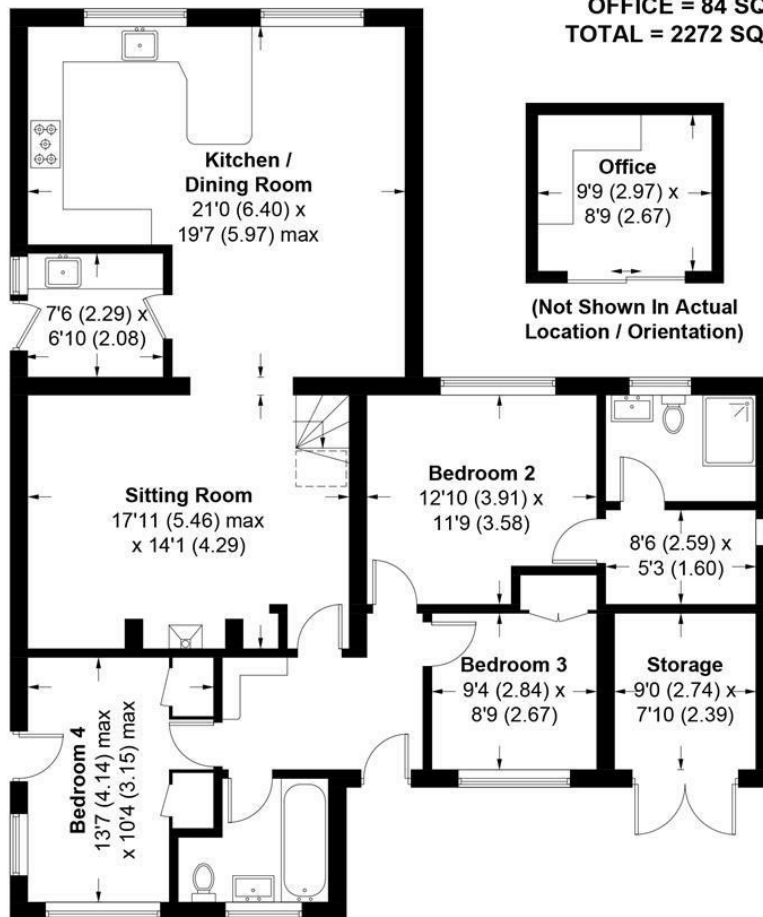 OFFICE = 84 SQ
TOTAL = 2272 SQ
Kitchen /
Dining Room
21'0 (6.40) x
19'7 (5.97) max
Office
9'9 (2.97) x
8'9 (2.67)
(Not Shown In Actual
Location / Orientation)
7'6 (2.29) x
6'10 (2.08)
Sitting Room
17'11 (5.46) max
x 14'1 (4.29)
Bedroom 2
12'10 (3.91) x
11'9 (3.58)
8'6 (2.59) x
5'3 (1.60)
Bedroom 3
9'4 (2.84) x
8'9 (2.67)
Storage
9'0 (2.74) x
7'10 (2.39)
Bedroom 4
13'7 (4.14) max
x 10'4 (3.15) max